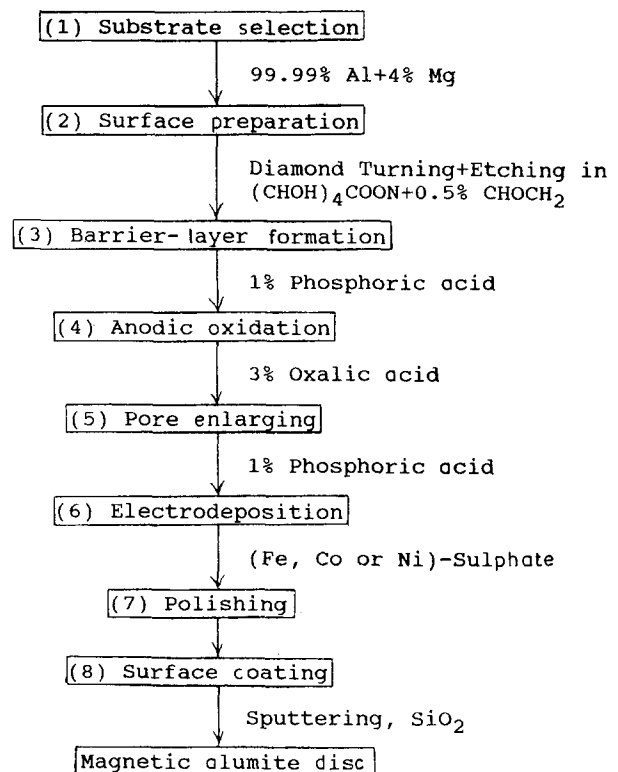 (1) Substrate selection
99.99% Al+4% Mg
(2) Surface preparation
Diamond Turning+Etching in
(CHOH)₄COON+0.5% CHOCH₂
(3) Barrier-layer formation
1% Phosphoric acid
(4) Anodic oxidation
3% Oxalic acid
(5) Pore enlarging
1% Phosphoric acid
(6) Electrodeposition
(Fe, Co or Ni)-Sulphate
(7) Polishing
(8) Surface coating
Sputtering, SiO₂
Magnetic alumite disc